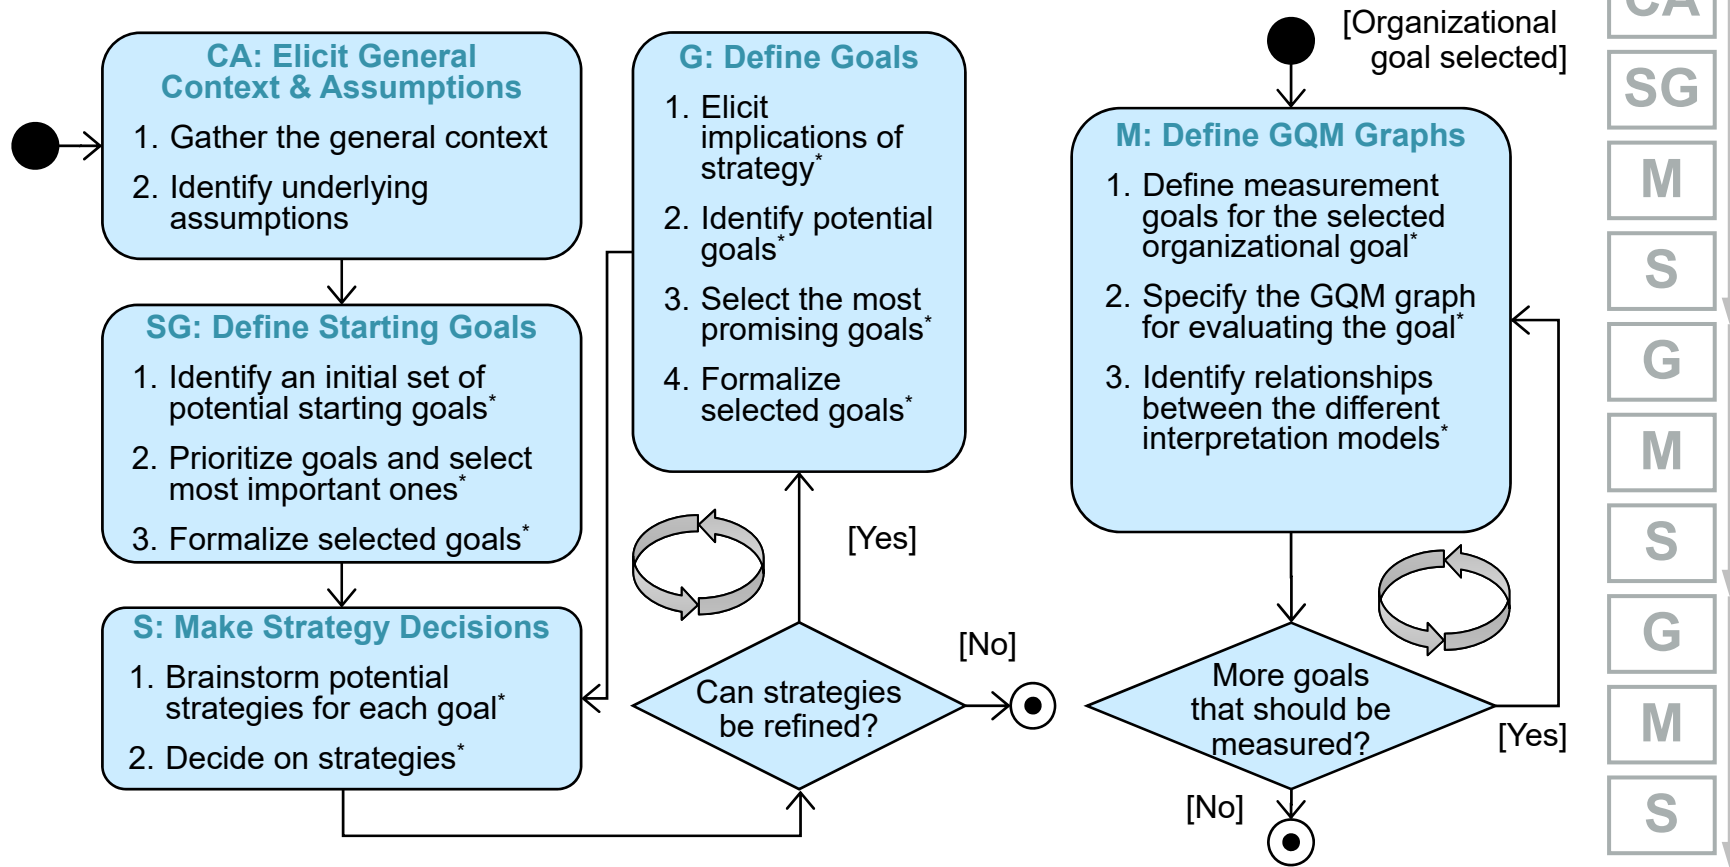 CA: Elicit General
Context & Assumptions
1. Gather the general context
2. Identify underlying
assumptions
SG: Define Starting Goals
1. Identify an initial set of
potential starting goals*
2. Prioritize goals and select
most important ones*
3. Formalize selected goals*
S: Make Strategy Decisions
1. Brainstorm potential
strategies for each goal*
2. Decide on strategies*
G: Define Goals
1. Elicit
implications of
strategy*
2. Identify potential
goals*
3. Select the most
promising goals*
4. Formalize
selected goals*
[Yes]
Can strategies
be refined?
[No]
[Organizational
goal selected]
M: Define GQM Graphs
1. Define measurement
goals for the selected
organizational goal*
2. Specify the GQM graph
for evaluating the goal*
3. Identify relationships
between the different
interpretation models*
More goals
that should be
measured?
[Yes]
[No]
CA
SG
M
S
G
M
S
G
M
S